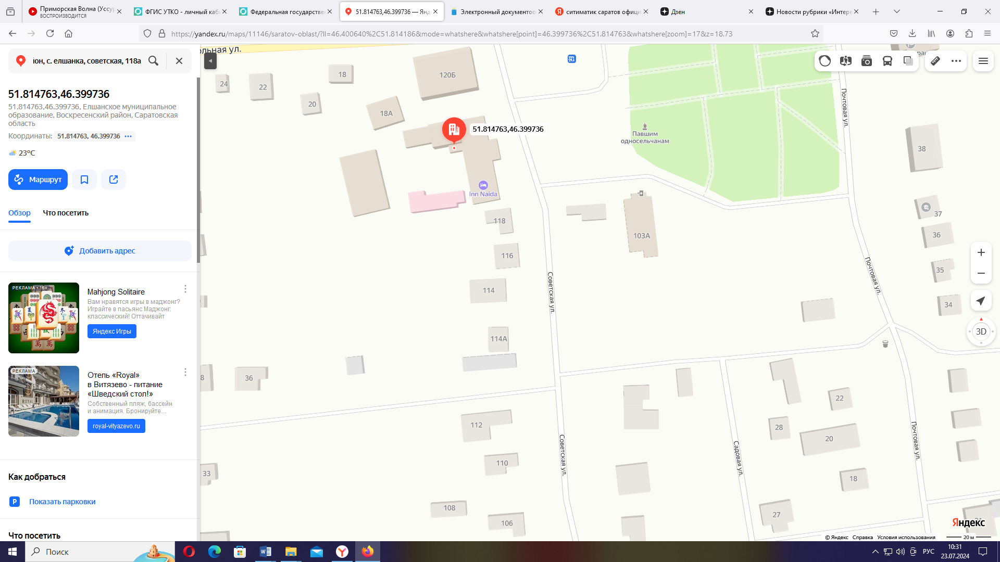 Приморская Волна (Уссур
ВОСПРОИЗВОДИТСЯ
ФГИС УТКО - личный каб
Федеральная государствен
51.814763,46.399736 — Янд
Электронный документоо
ситиматик саратов офиц
Дзен
Новости рубрики «Интере
https://yandex.ru/maps/11146/saratov-oblast/?ll=46.400640%2C51.814186&mode=whatshere&whatshere[point]=46.399736%2C51.814763&whatshere[zoom]=17&z=18.73
ион, с. елшанка, советская, 118а
51.814763,46.399736
51.814763,46.399736, Елшанское муниципальное
образование, Воскресенский район, Саратовская
область
Координаты: 51.814763, 46.399736
23°C
Маршрут
Обзор
Что посетить
Добавить адрес
РЕКЛАМА • 16+
Mahjong Solitaire
Вам нравятся игры в маджонг?
Играйте в пасьянс Маджонг:
классический! Оттачивайт
Яндекс Игры
РЕКЛАМА
ROYAL
Отель «Royal»
в Витязево - питание
«Шведский стол!»
Собственный пляж, бассейн
и анимация. Бронируйте…
royal-vityazevo.ru
Как добраться
P
Показать парковки
Что посетить
ольная ул.
24
22
18
20
120Б
18А
51.814763,46.399736
Павшим
односельчанам
Почтовая ул.
38
Inn Naida
118
116
114
114А
103А
Советская ул.
37
36
35
34
Почтовая ул.
3D
8
36
33
112
110
108
106
Советская ул.
Садовая ул.
22
28
20
18
27
Почтовая ул.
21
Яндекс
© Яндекс Справка Условия использования
20 м
Поиск
РУС
10:31
23.07.2024